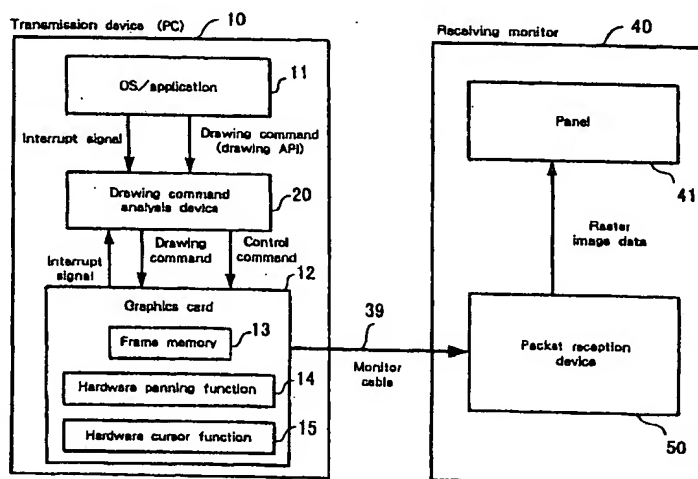 Transmission device (PC)
10
OS/application
11
Interrupt signal
Drawing command
(drawing API)
Drawing command
analysis device
20
Interrupt
signal
Drawing
command
Control
command
12
Graphics card
Frame memory
13
Hardware panning function
14
Hardware cursor function
15
39
Monitor
cable
Receiving monitor
40
Panel
41
Raster
image data
Packet reception
device
50